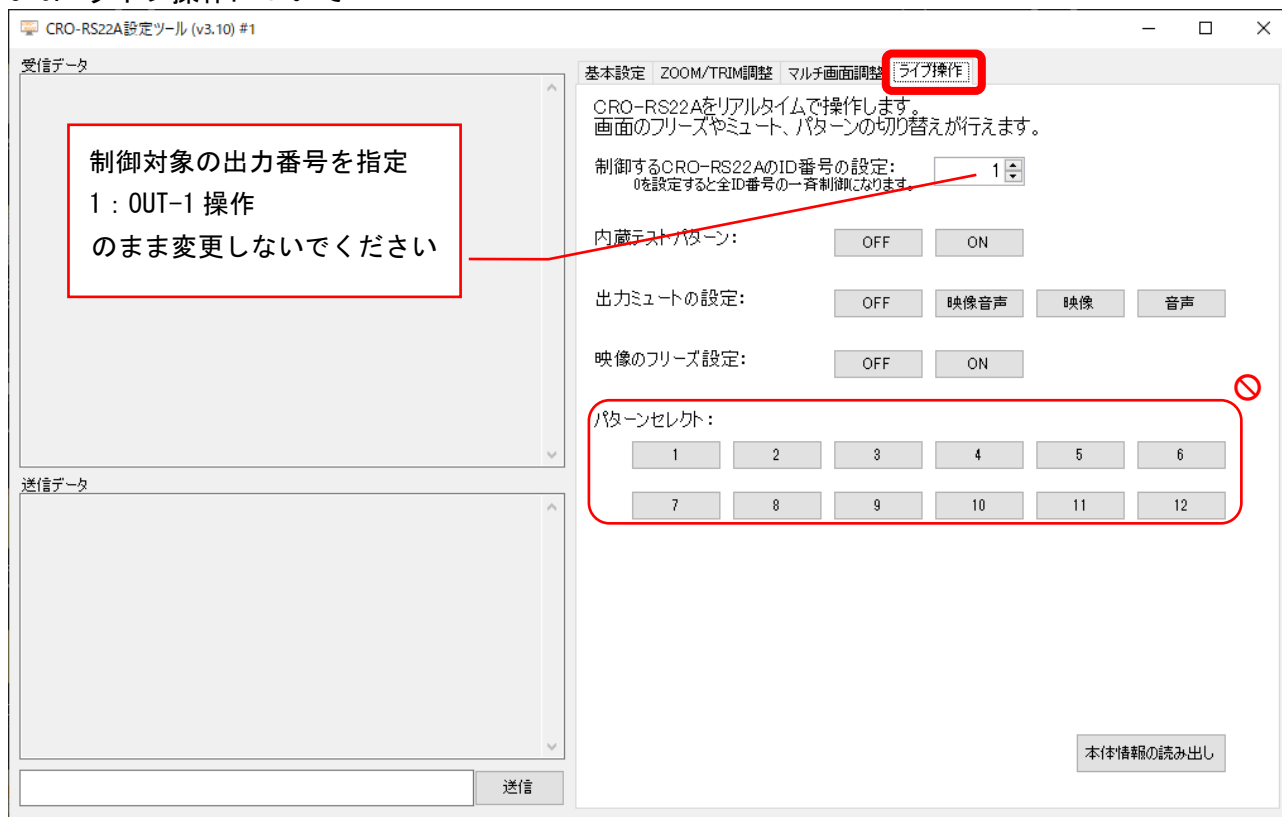 CRO-RS22A設定ツール (v3.10) #1
受信データ
制御対象の出力番号を指定
1：OUT-1 操作
のまま変更しないでください
送信データ
送信
基本設定 ZOOM/TRIM調整 マルチ画面調整 ライブ操作
CRO-RS22Aをリアルタイムで操作します。
画面のフリーズやミュート、パターンの切り替えが行えます。
制御するCRO-RS22AのID番号の設定： 1
0を設定すると全ID番号の一斉制御になります。
内蔵テストパターン： OFF ON
出力ミュートの設定： OFF 映像音声 映像 音声
映像のフリーズ設定： OFF ON
パターンセレクト：
1 2 3 4 5 6
7 8 9 10 11 12
本体情報の読み出し